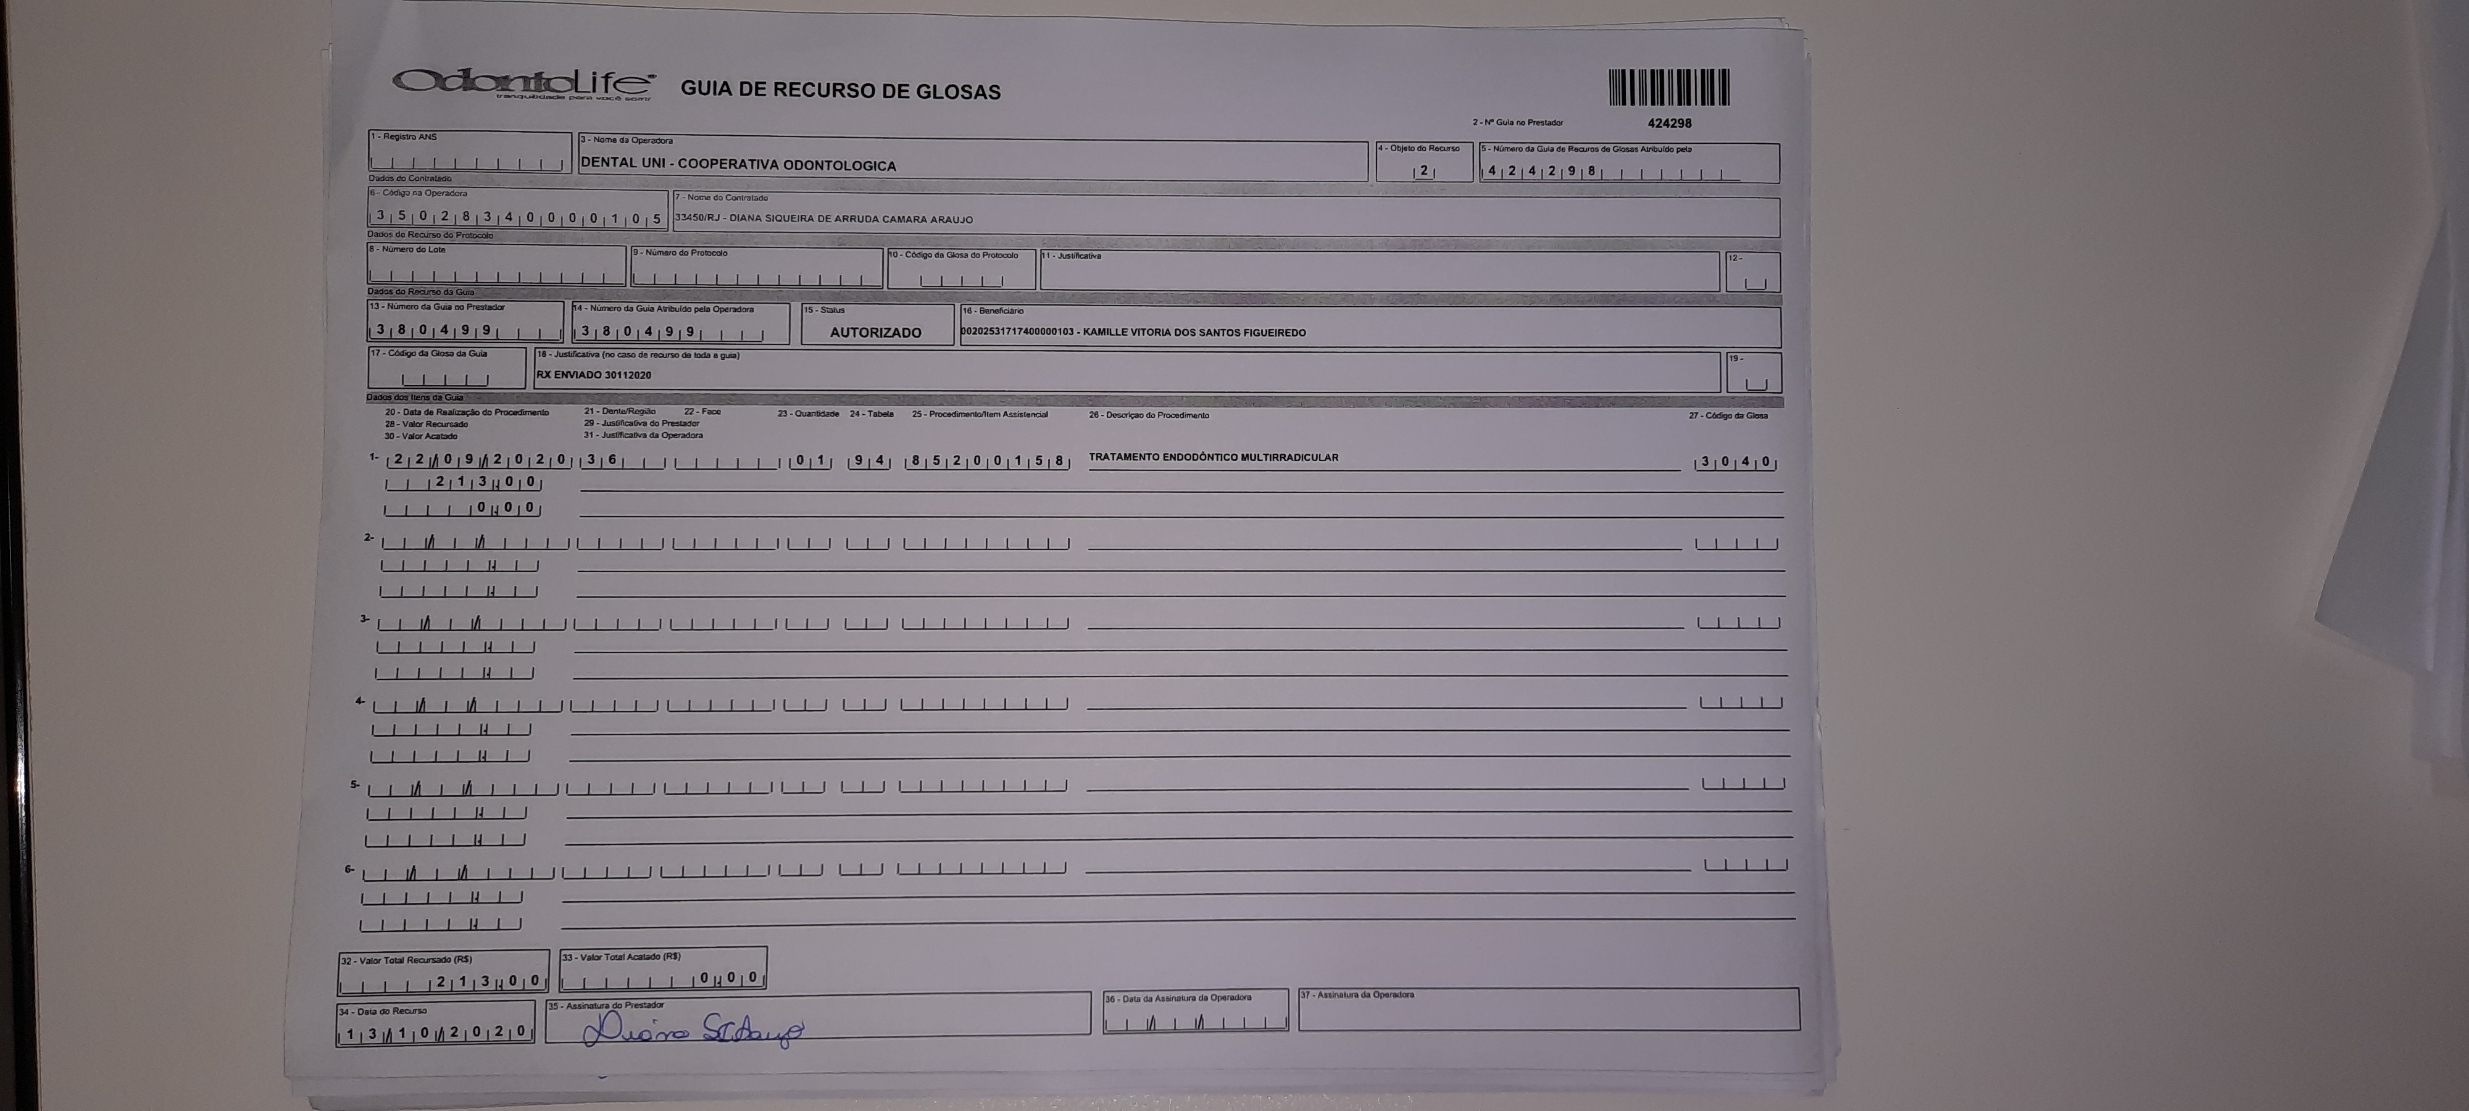 OdontoLife
tranquilidade para você sorrir
GUIA DE RECURSO DE GLOSAS
2 - Nº Guia no Prestador 424298
1 - Registro ANS
3 - Nome da Operadora
DENTAL UNI - COOPERATIVA ODONTOLOGICA
4 - Objeto do Recurso
2
5 - Número da Guia de Recurso de Glosas Atribuído pela
424298
Dados do Contratado
6 - Código na Operadora
35028340000105
7 - Nome do Contratado
33450/RJ - DIANA SIQUEIRA DE ARRUDA CAMARA ARAUJO
Dados do Recurso do Protocolo
8 - Número do Lote
9 - Número do Protocolo
10 - Código da Glosa do Protocolo
11 - Justificativa
12 -
Dados do Recurso da Guia
13 - Número da Guia no Prestador
380499
14 - Número da Guia Atribuído pela Operadora
380499
15 - Status
AUTORIZADO
16 - Beneficiário
00202531717400000103 - KAMILLE VITORIA DOS SANTOS FIGUEIREDO
17 - Código da Glosa da Guia
18 - Justificativa (no caso de recurso de toda a guia)
RX ENVIADO 30112020
19 -
Dados dos Itens da Guia
20 - Data de Realização do Procedimento 21 - Dente/Região 22 - Face 23 - Quantidade 24 - Tabela 25 - Procedimento/Item Assistencial 26 - Descriçao do Procedimento 27 - Código da Glosa
28 - Valor Recursado 29 - Justificativa do Prestador
30 - Valor Acatado 31 - Justificativa da Operadora
1- 22/09/2020 36 01 94 85200158 TRATAMENTO ENDODÔNTICO MULTIRRADICULAR 3040
213,00
0,00
2-
3-
4-
5-
6-
32 - Valor Total Recursado (R$)
213,00
33 - Valor Total Acatado (R$)
0,00
34 - Data do Recurso
13/10/2020
35 - Assinatura do Prestador
36 - Data da Assinatura da Operadora
37 - Assinatura da Operadora